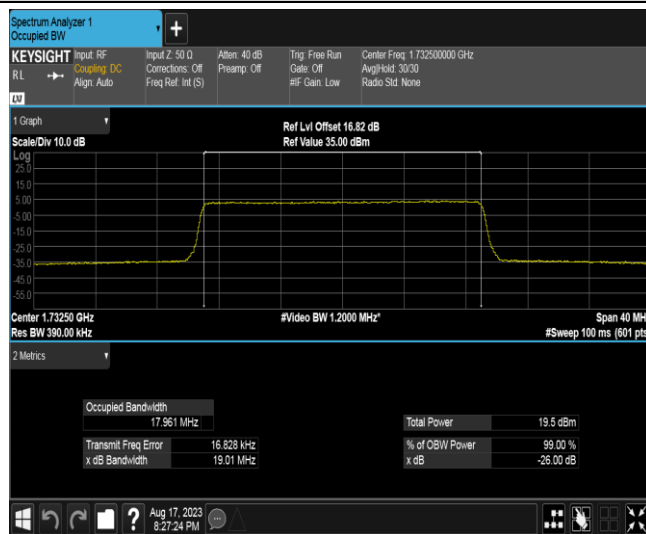 Spectrum Analyzer 1
Occupied BW
+
KEYSIGHT
RL
LXI
Input: RF
Coupling: DC
Align: Auto
Input Z: 50 Ω
Corrections: Off
Freq Ref: Int (S)
Atten: 40 dB
Preamp: Off
Trig: Free Run
Gate: Off
#IF Gain: Low
Center Freq: 1.732500000 GHz
Avg|Hold: 30/30
Radio Std: None
1 Graph
Scale/Div 10.0 dB
Ref Lvl Offset 16.82 dB
Ref Value 35.00 dBm
Log
25.0
15.0
5.00
-5.00
-15.0
-25.0
-35.0
-45.0
-55.0
Center 1.73250 GHz
#Video BW 1.2000 MHz*
Span 40 MH
Res BW 390.00 kHz
#Sweep 100 ms (601 pts
2 Metrics
Occupied Bandwidth
17.961 MHz
Total Power 19.5 dBm
Transmit Freq Error 16.828 kHz
% of OBW Power 99.00 %
x dB Bandwidth 19.01 MHz
x dB -26.00 dB
?
Aug 17, 2023
8:27:24 PM